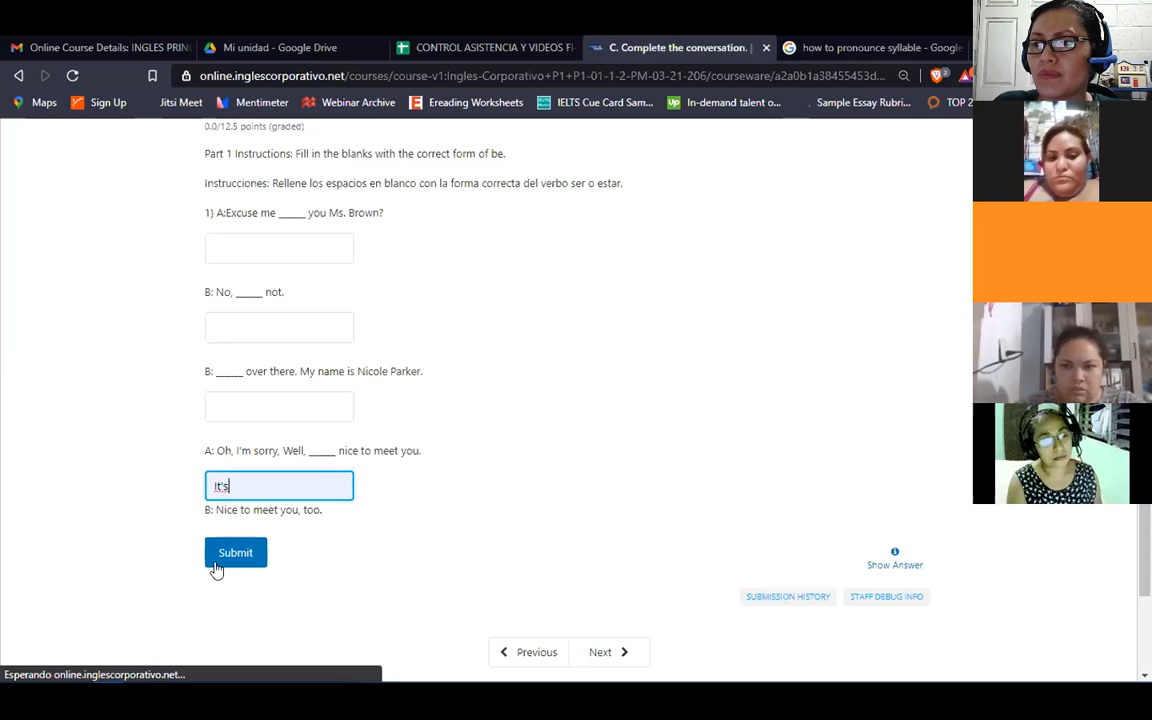 Online Course Details: INGLES PRIN
Mi unidad - Google Drive
CONTROL ASISTENCIA Y VIDEOS FI
C. Complete the conversation. |
how to pronounce syllable - Google
online.inglescorporativo.net/courses/course-v1:Ingles-Corporativo+P1+P1-01-1-2-PM-03-21-206/courseware/a2a0b1a38455453d...
2
Maps
Sign Up
Jitsi Meet
Mentimeter
Webinar Archive
Ereading Worksheets
IELTS Cue Card Sam...
In-demand talent o...
Sample Essay Rubri...
TOP 2
0.0/12.5 points (graded)
Part 1 Instructions: Fill in the blanks with the correct form of be.
Instrucciones: Rellene los espacios en blanco con la forma correcta del verbo ser o estar.
1) A:Excuse me ______ you Ms. Brown?
B: No, ______ not.
B: ______ over there. My name is Nicole Parker.
A: Oh, I'm sorry, Well, ______ nice to meet you.
It's
B: Nice to meet you, too.
Submit
Show Answer
SUBMISSION HISTORY
STAFF DEBUG INFO
Previous
Next
Esperando online.inglescorporativo.net...